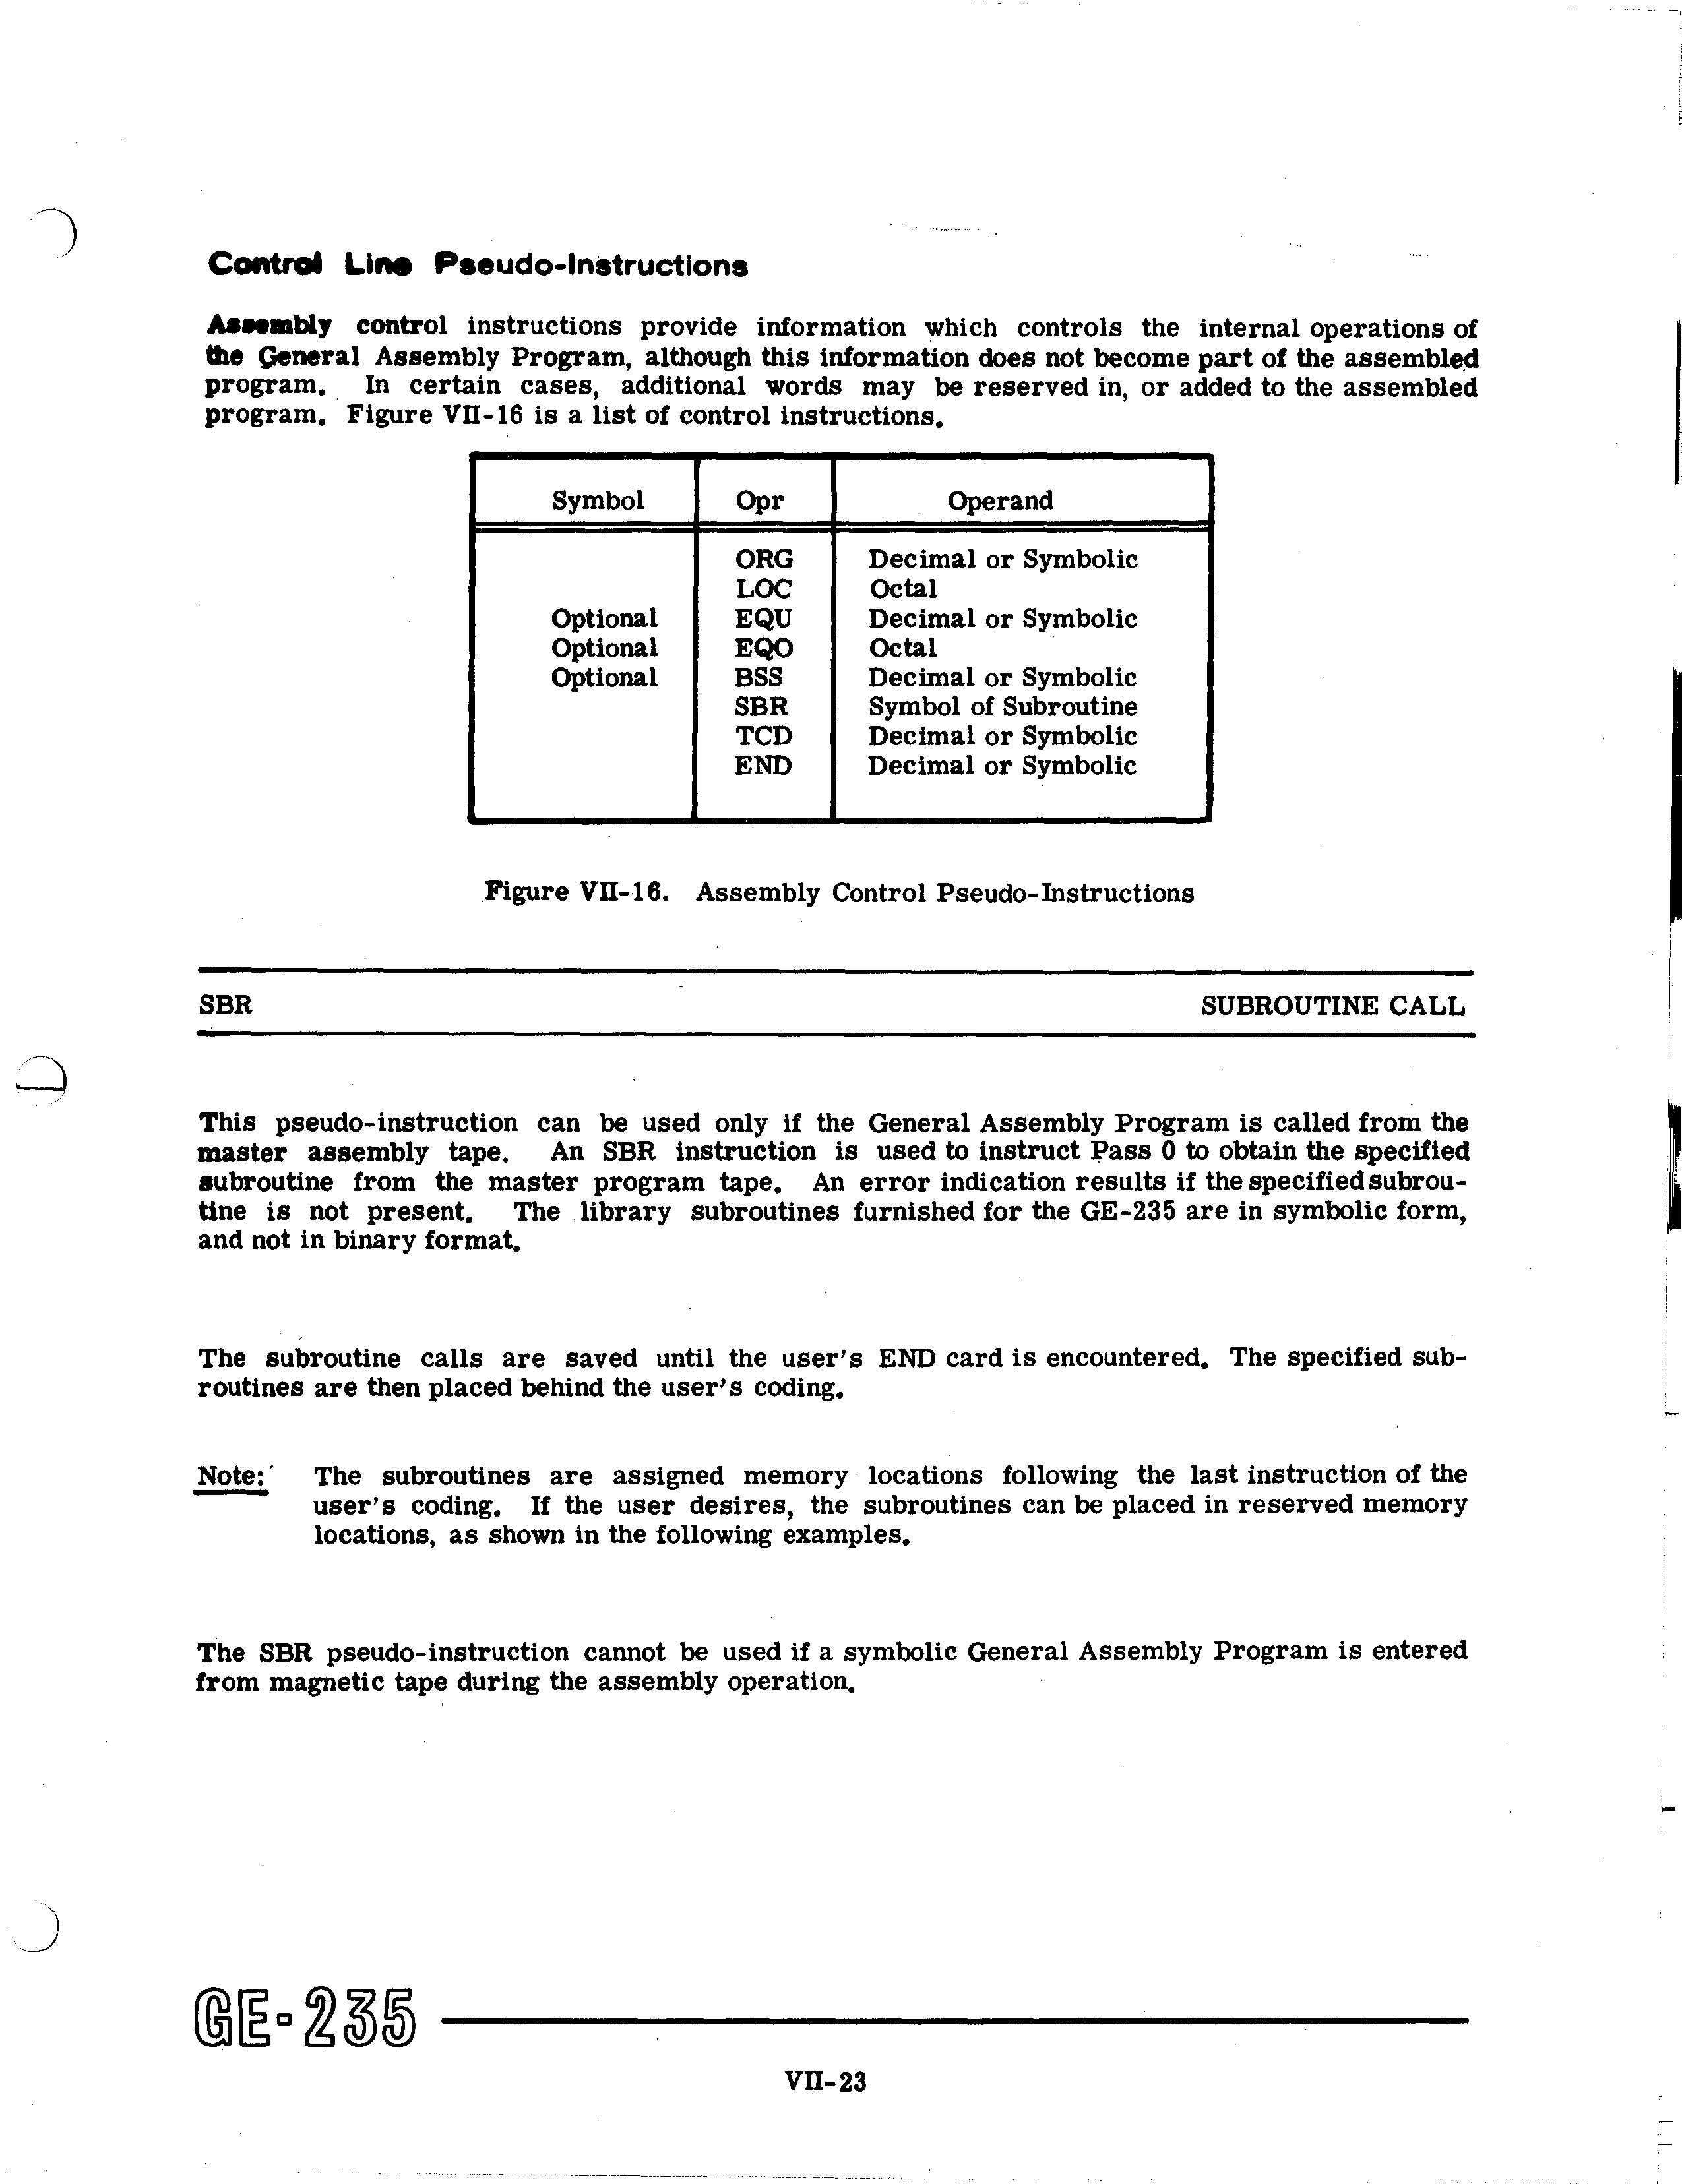 Control Line Pseudo-Instructions
Assembly control instructions provide information which controls the internal operations of
the General Assembly Program, although this information does not become part of the assembled
program. In certain cases, additional words may be reserved in, or added to the assembled
program. Figure VII-16 is a list of control instructions.
Symbol Opr Operand
ORG Decimal or Symbolic
LOC Octal
Optional EQU Decimal or Symbolic
Optional EQO Octal
Optional BSS Decimal or Symbolic
SBR Symbol of Subroutine
TCD Decimal or Symbolic
END Decimal or Symbolic
Figure VII-16. Assembly Control Pseudo-Instructions
SBR SUBROUTINE CALL
This pseudo-instruction can be used only if the General Assembly Program is called from the
master assembly tape. An SBR instruction is used to instruct Pass 0 to obtain the specified
subroutine from the master program tape. An error indication results if the specified subrou-
tine is not present. The library subroutines furnished for the GE-235 are in symbolic form,
and not in binary format.
The subroutine calls are saved until the user's END card is encountered. The specified sub-
routines are then placed behind the user's coding.
Note: The subroutines are assigned memory locations following the last instruction of the
user's coding. If the user desires, the subroutines can be placed in reserved memory
locations, as shown in the following examples.
The SBR pseudo-instruction cannot be used if a symbolic General Assembly Program is entered
from magnetic tape during the assembly operation.
GE-235
VII-23